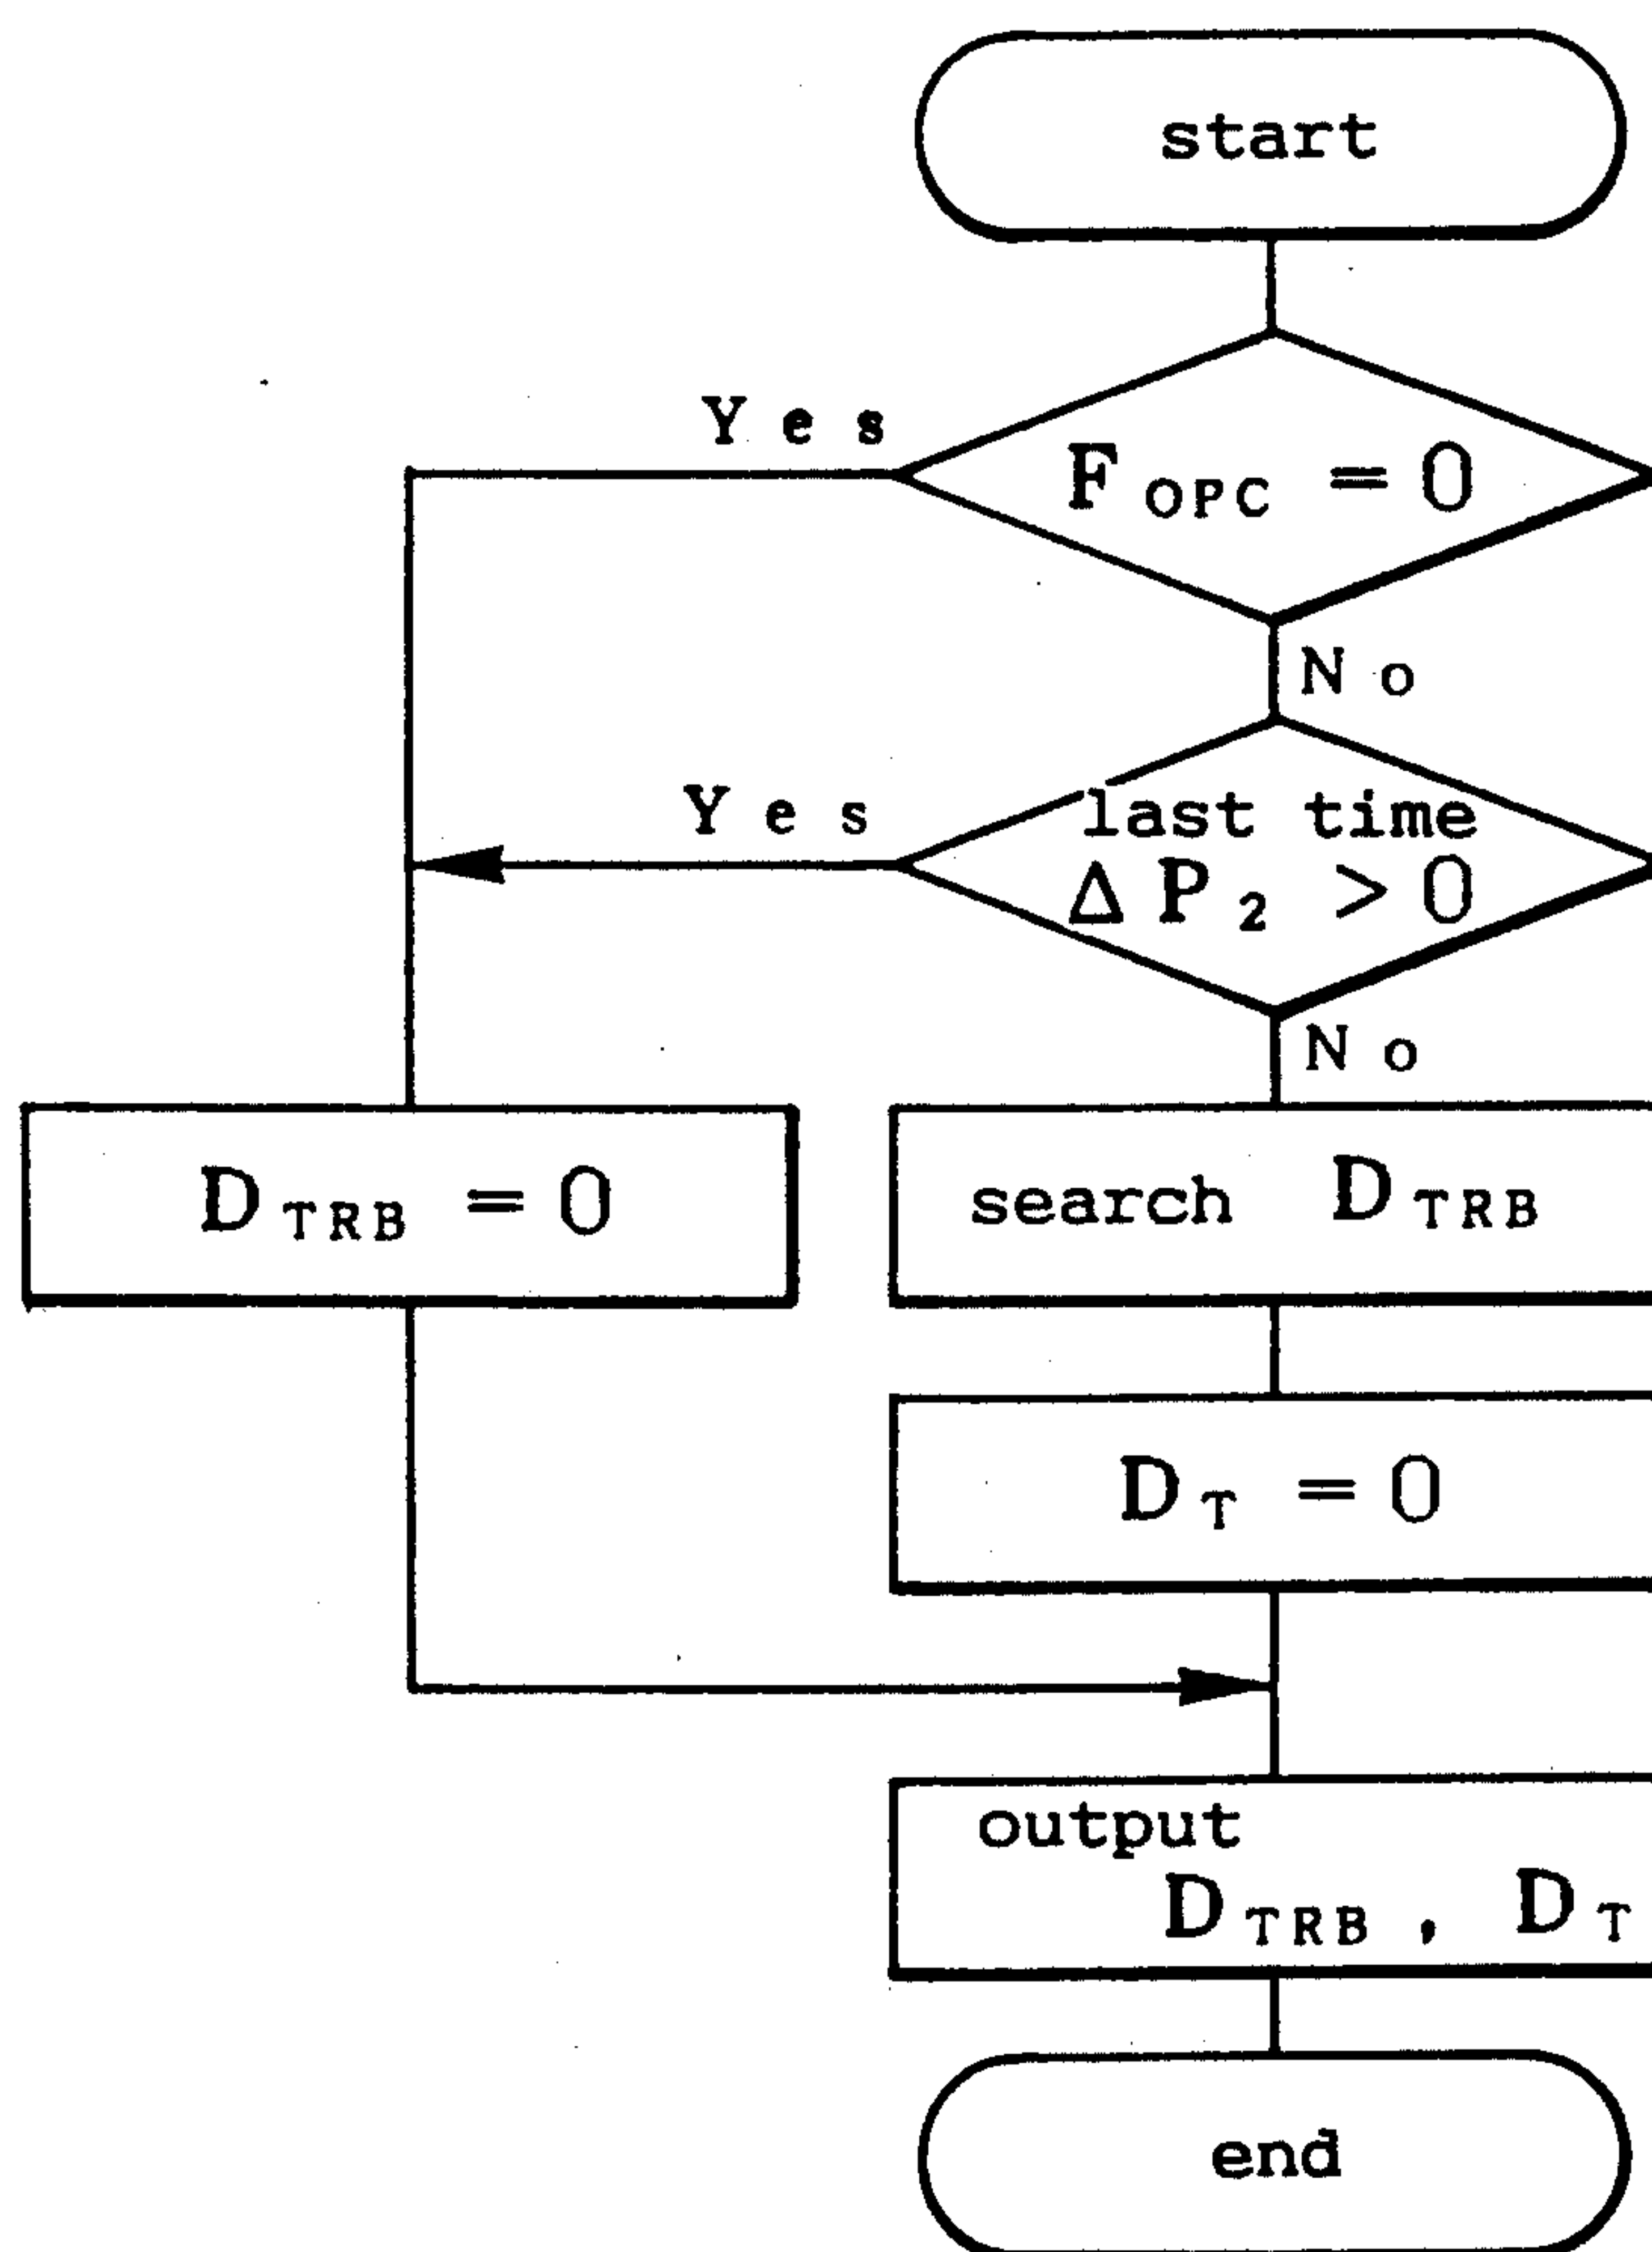 start
Yes
F OPC = 0
No
Yes
last time
Δ P 2 > 0
No
D TRB = 0
search D TRB
D T = 0
output
D TRB , D T
end